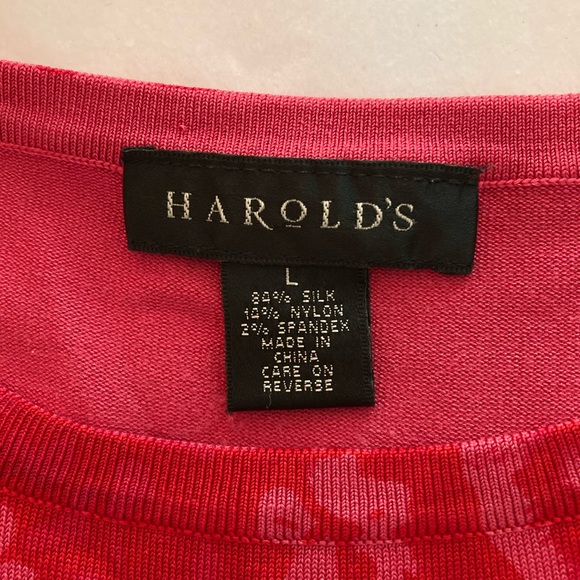 HAROLD'S
L
84% SILK
14% NYLON
2% SPANDEX
MADE IN
CHINA
CARE ON
REVERSE